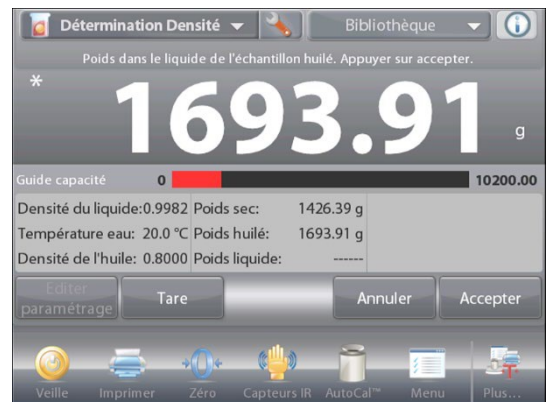 Détermination Densité Bibliothèque
Poids dans le liquide de l'échantillon huilé. Appuyer sur accepter.
* 1693.91 g
Guide capacité 0 10200.00
Densité du liquide:0.9982 Poids sec: 1426.39 g
Température eau: 20.0 °C Poids huilé: 1693.91 g
Densité de l'huile: 0.8000 Poids liquide: ------
Editer
paramétrage Tare Annuler Accepter
Veille Imprimer Zéro Capteurs IR AutoCal™ Menu Plus...